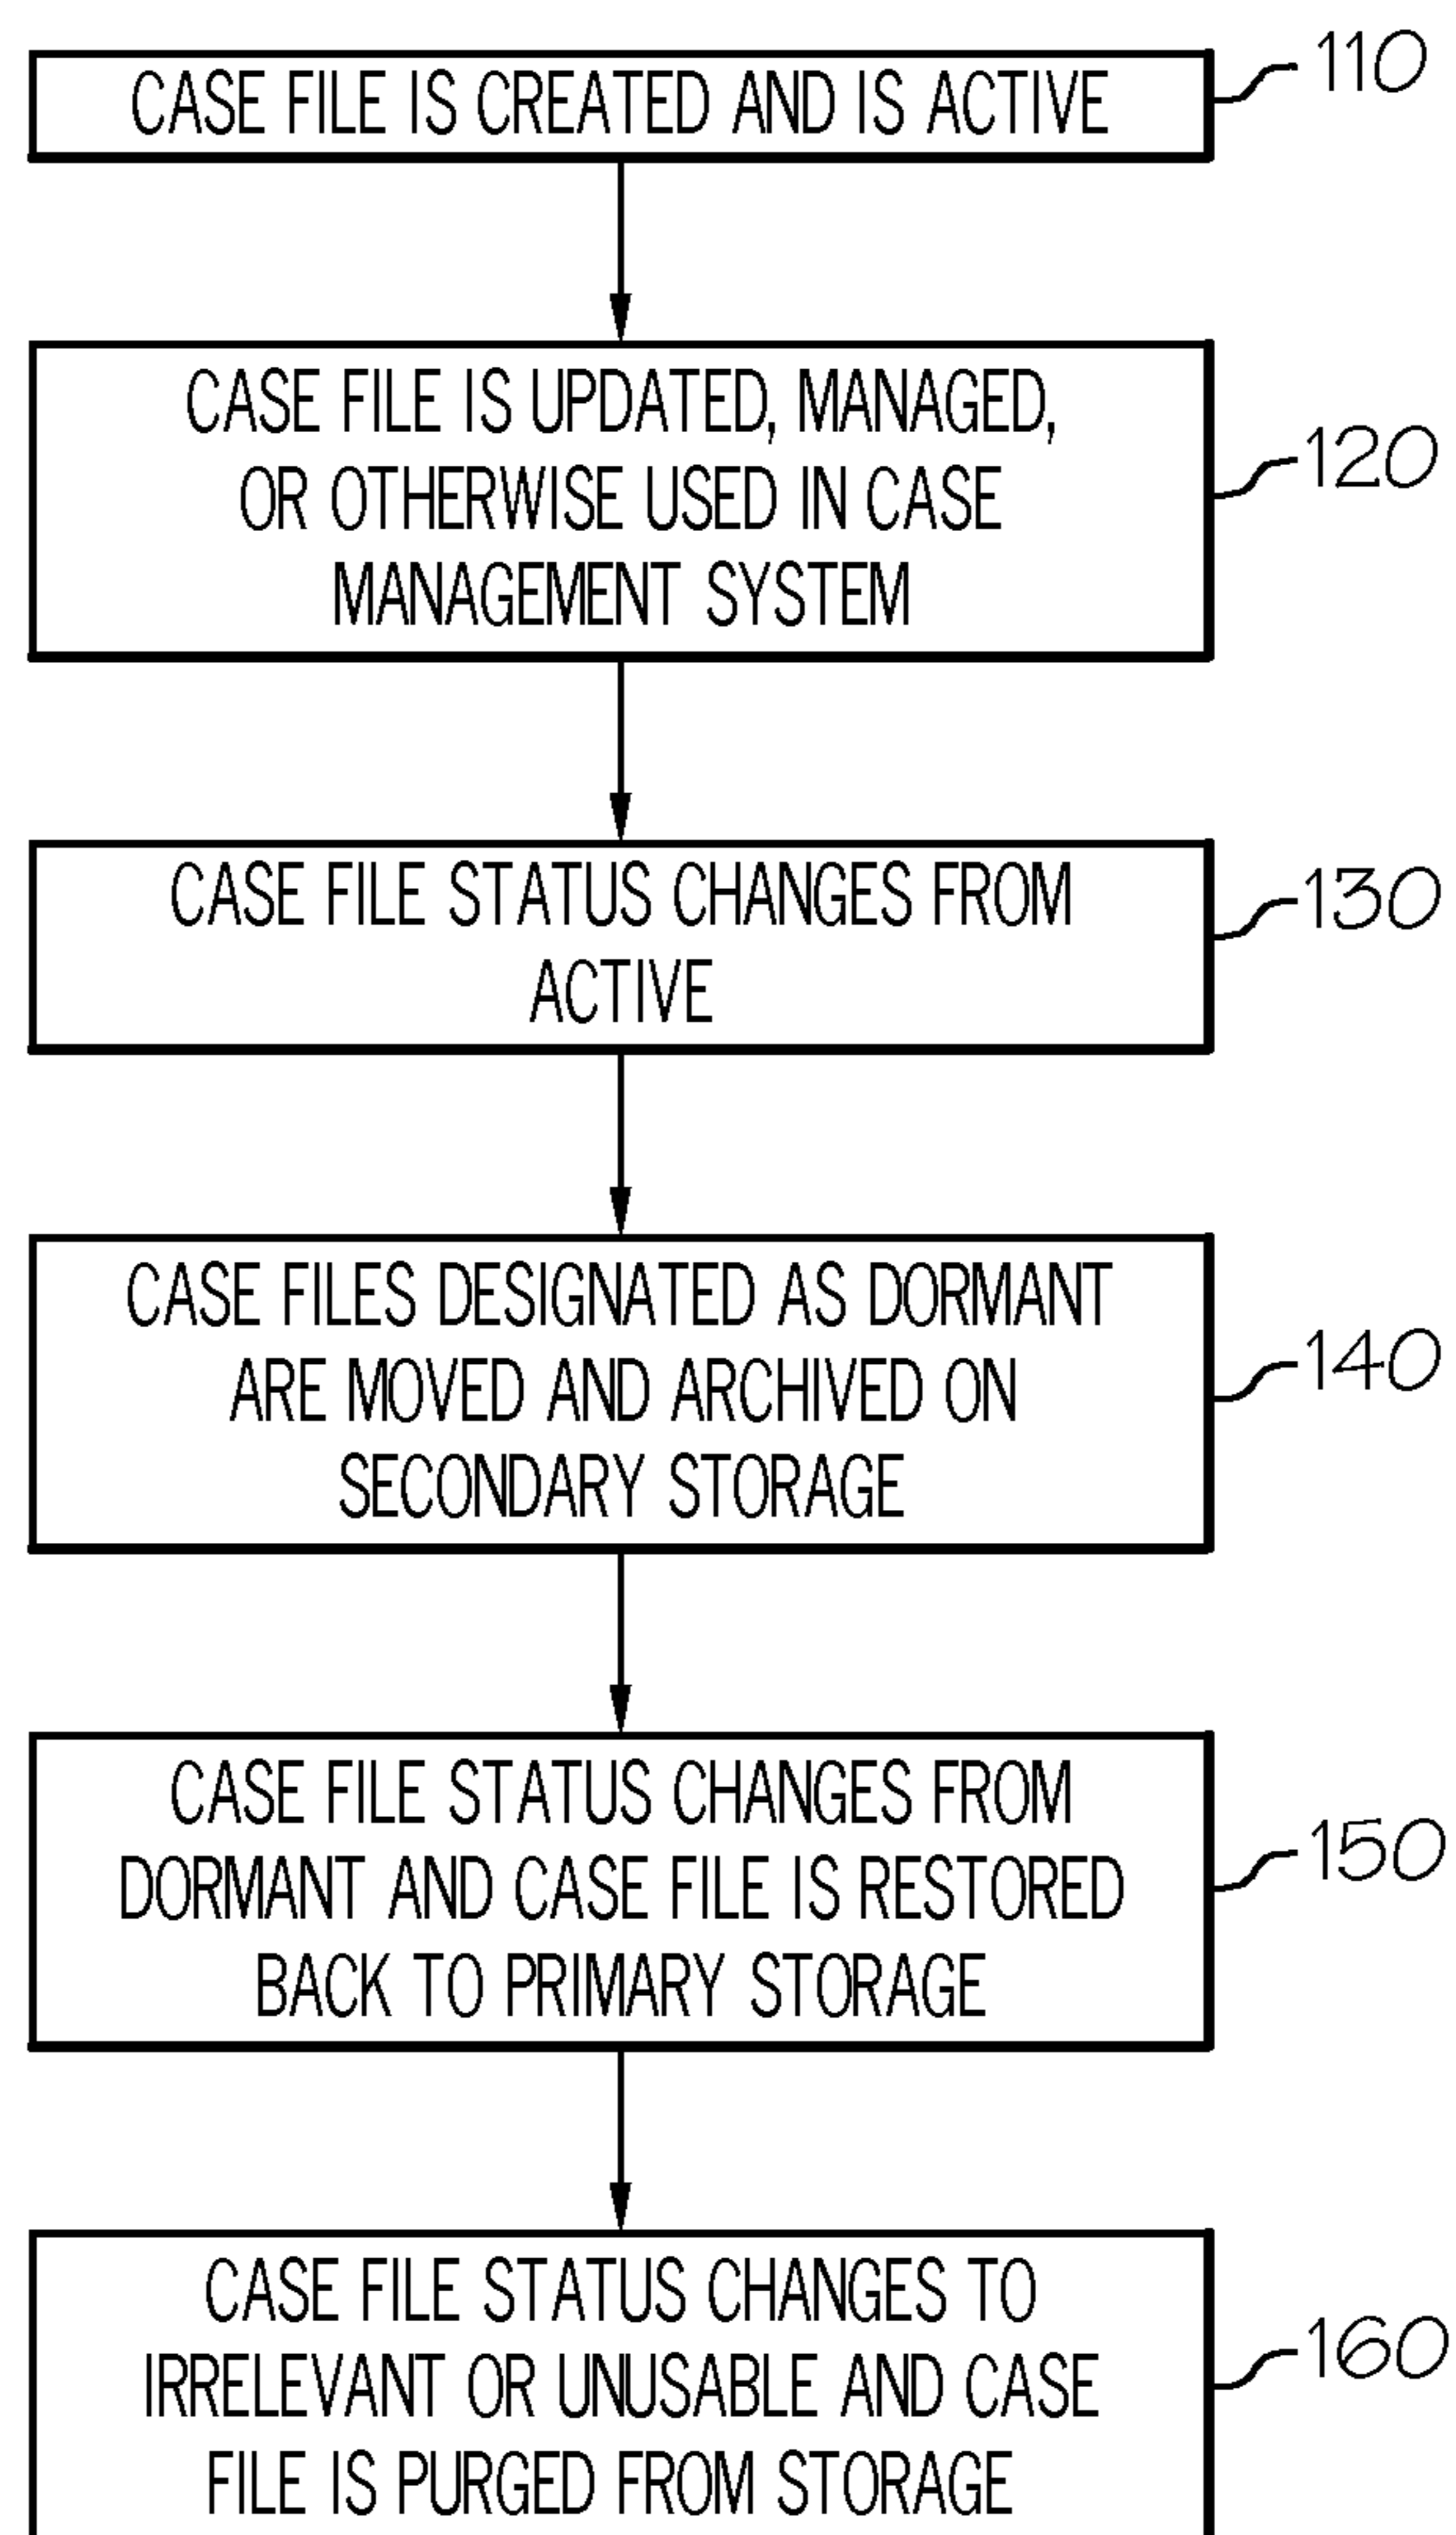 CASE FILE IS CREATED AND IS ACTIVE
110
CASE FILE IS UPDATED, MANAGED,
OR OTHERWISE USED IN CASE
MANAGEMENT SYSTEM
120
CASE FILE STATUS CHANGES FROM
ACTIVE
130
CASE FILES DESIGNATED AS DORMANT
ARE MOVED AND ARCHIVED ON
SECONDARY STORAGE
140
CASE FILE STATUS CHANGES FROM
DORMANT AND CASE FILE IS RESTORED
BACK TO PRIMARY STORAGE
150
CASE FILE STATUS CHANGES TO
IRRELEVANT OR UNUSABLE AND CASE
FILE IS PURGED FROM STORAGE
160